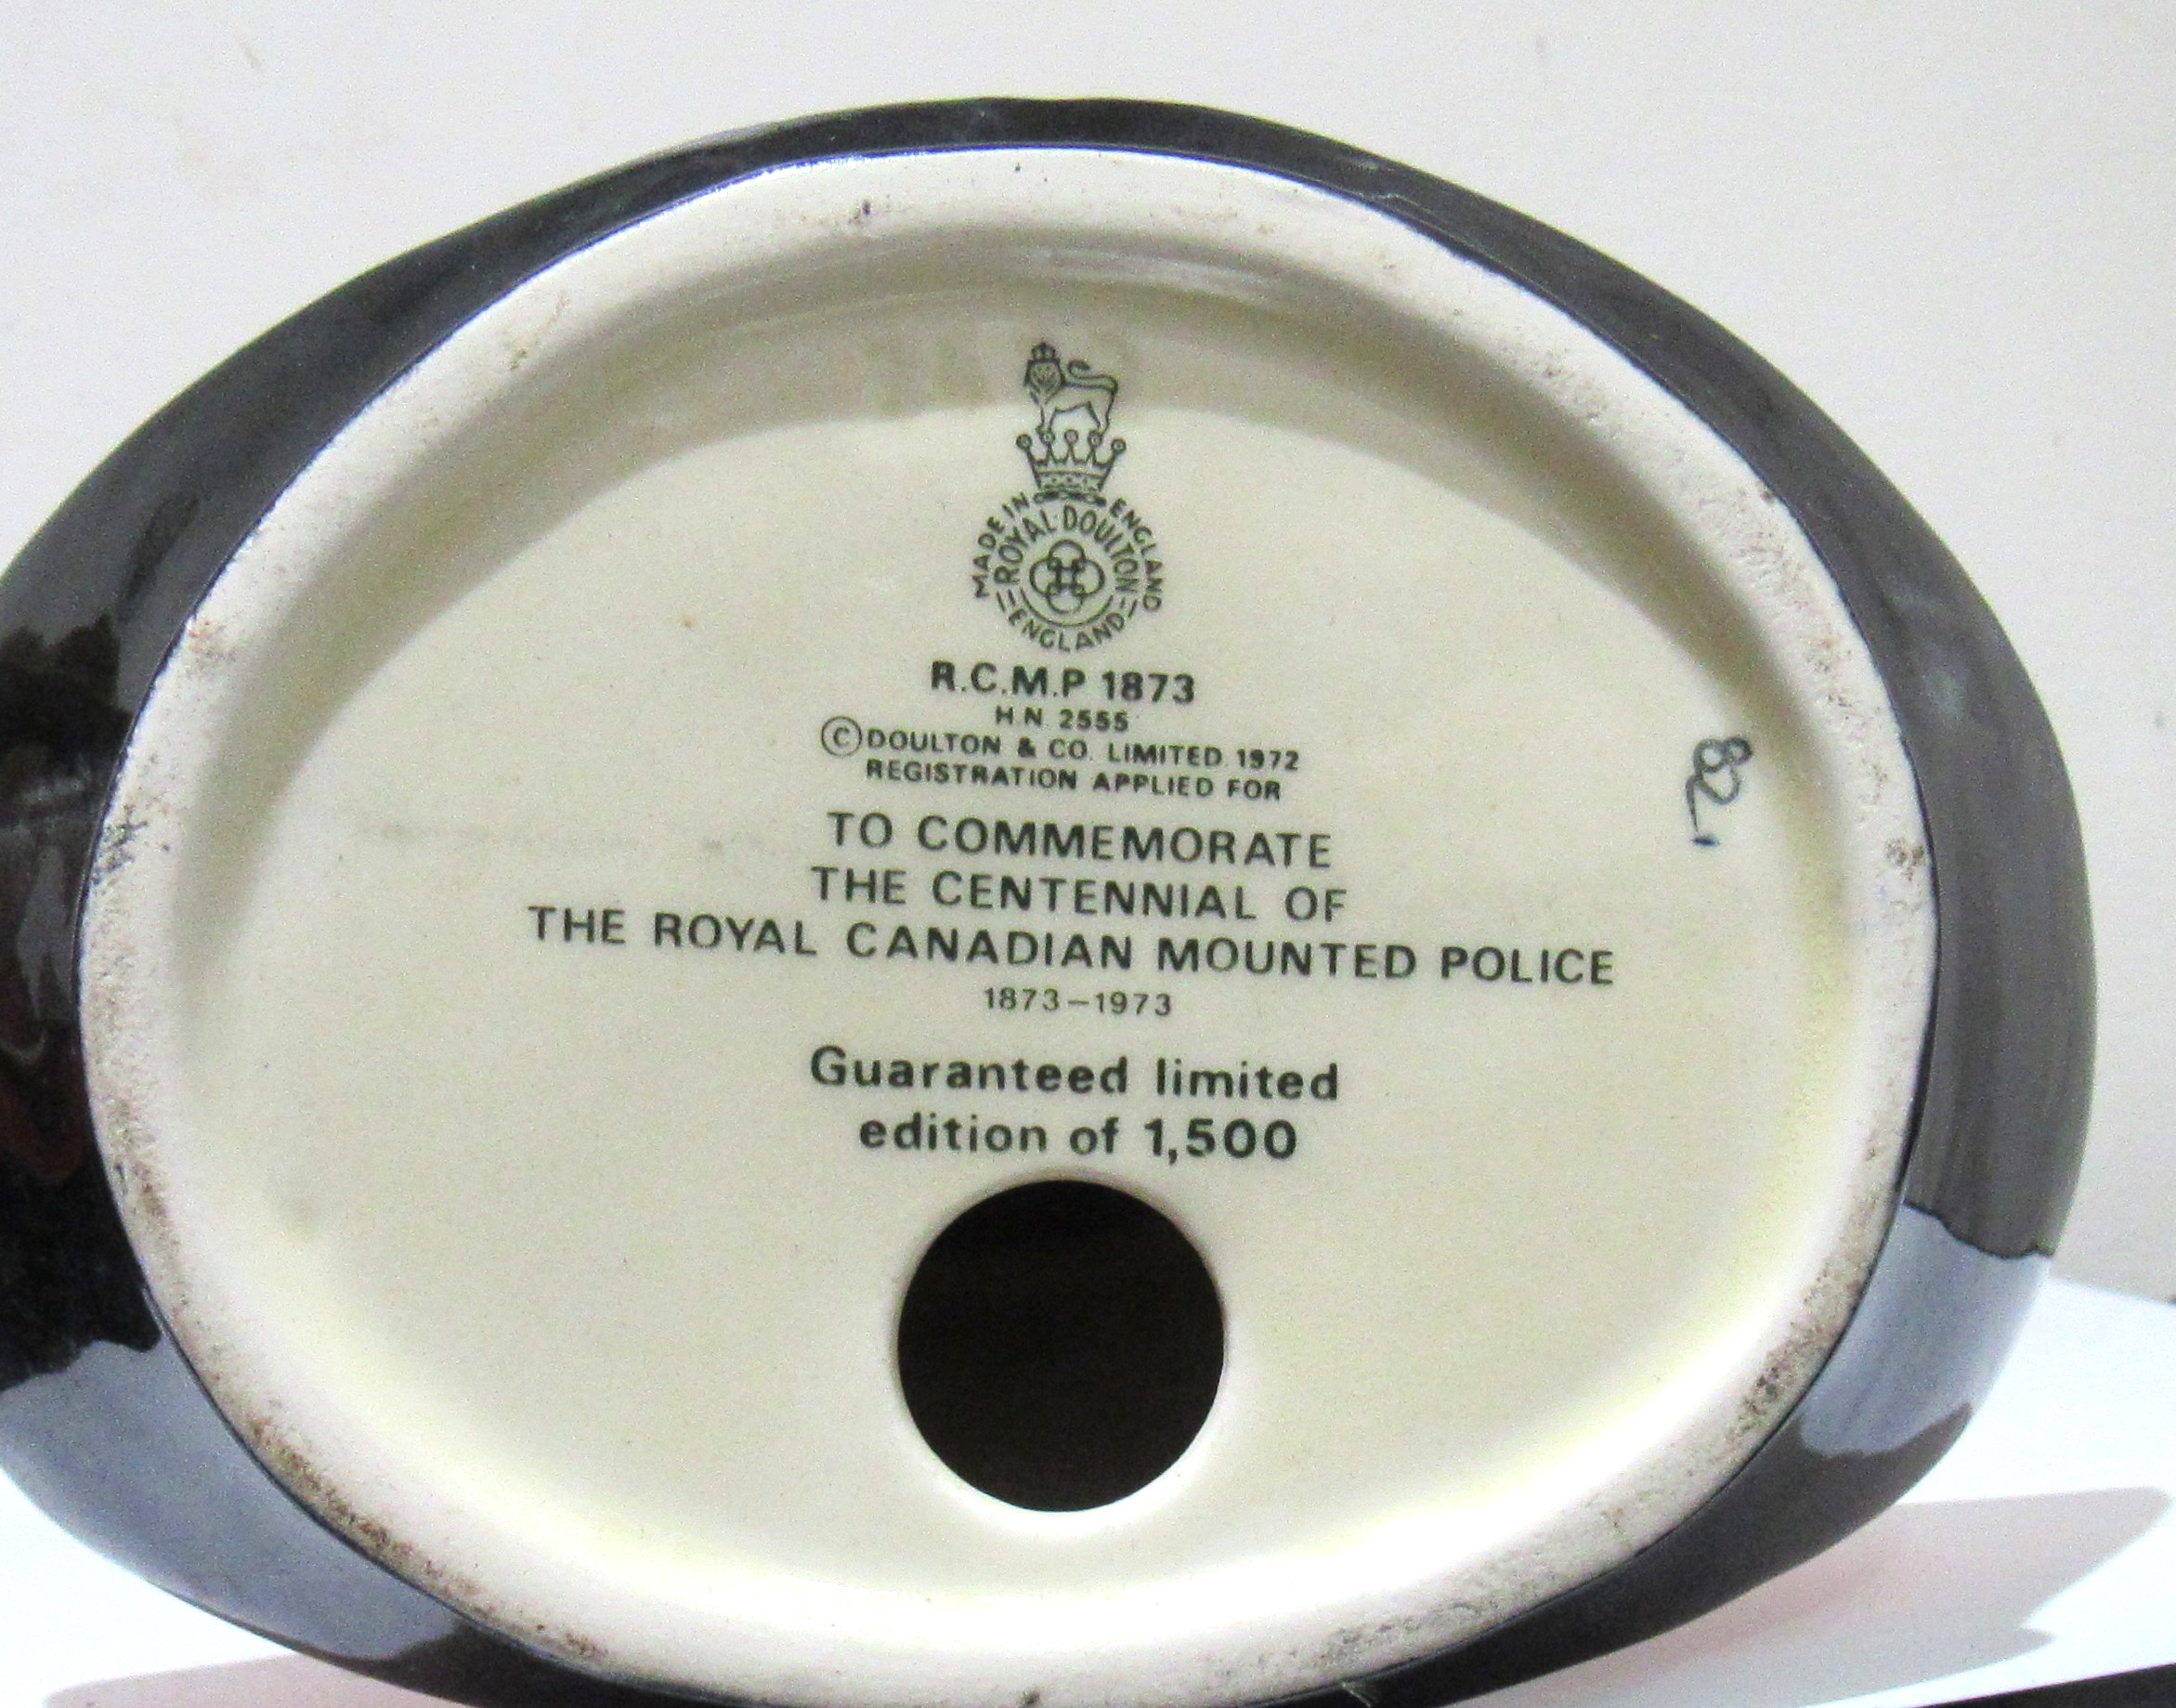 MADE IN ENGLAND
ROYAL DOULTON
ENGLAND
R.C.M.P 1873
H.N. 2555
© DOULTON & CO. LIMITED 1972
REGISTRATION APPLIED FOR
TO COMMEMORATE
THE CENTENNIAL OF
THE ROYAL CANADIAN MOUNTED POLICE
1873–1973
Guaranteed limited
edition of 1,500
82.